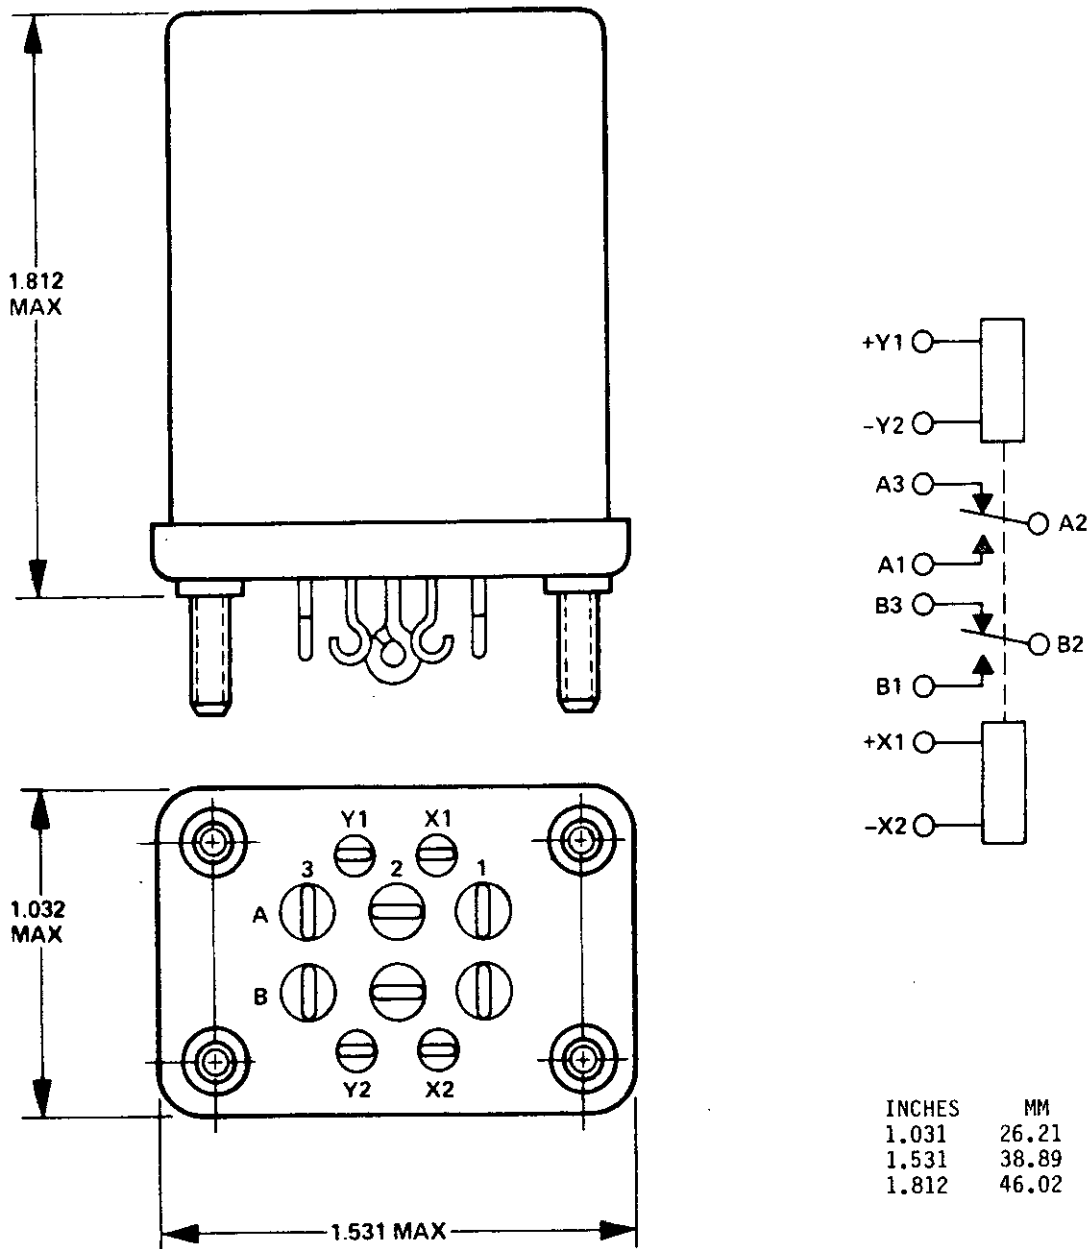 1.812
MAX
+Y1
-Y2
A3
A2
A1
B3
B2
B1
+X1
-X2
Y1 X1
3 2 1
A
B
Y2 X2
1.032
MAX
1.531 MAX
INCHES MM
1.031 26.21
1.531 38.89
1.812 46.02